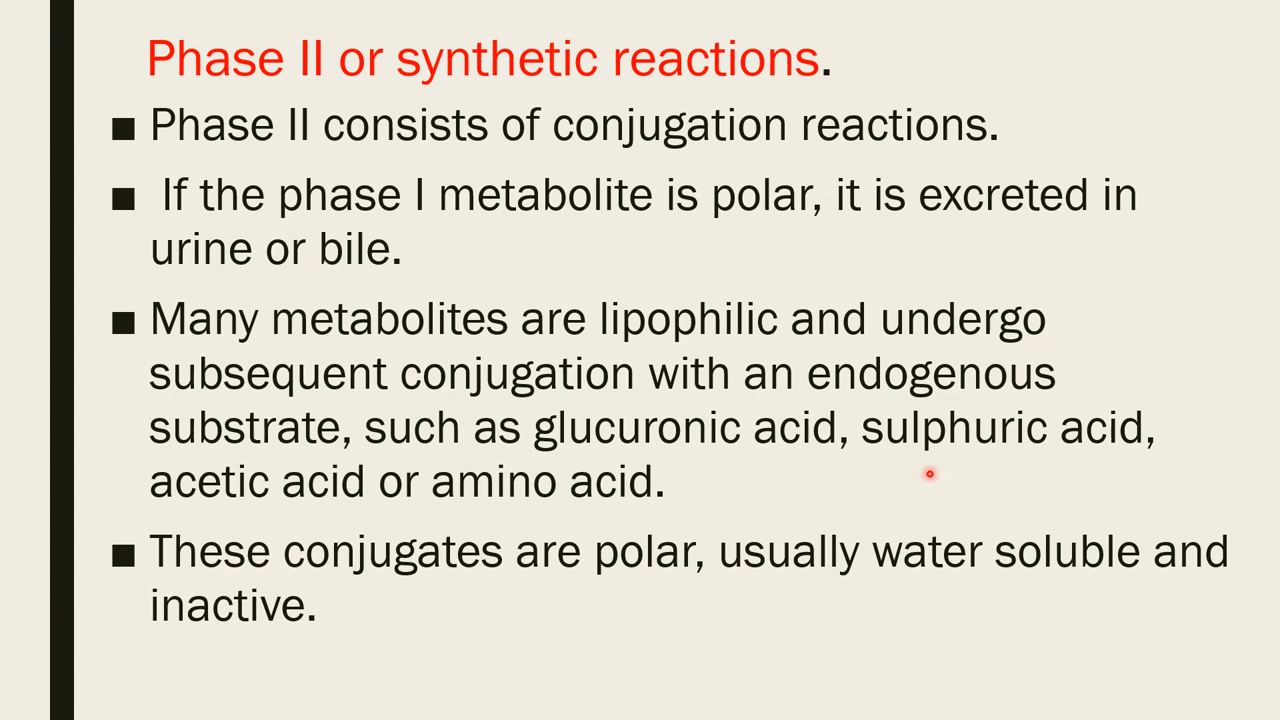 Phase II or synthetic reactions.
■ Phase II consists of conjugation reactions.
■ If the phase I metabolite is polar, it is excreted in
urine or bile.
■ Many metabolites are lipophilic and undergo
subsequent conjugation with an endogenous
substrate, such as glucuronic acid, sulphuric acid,
acetic acid or amino acid.
■ These conjugates are polar, usually water soluble and
inactive.